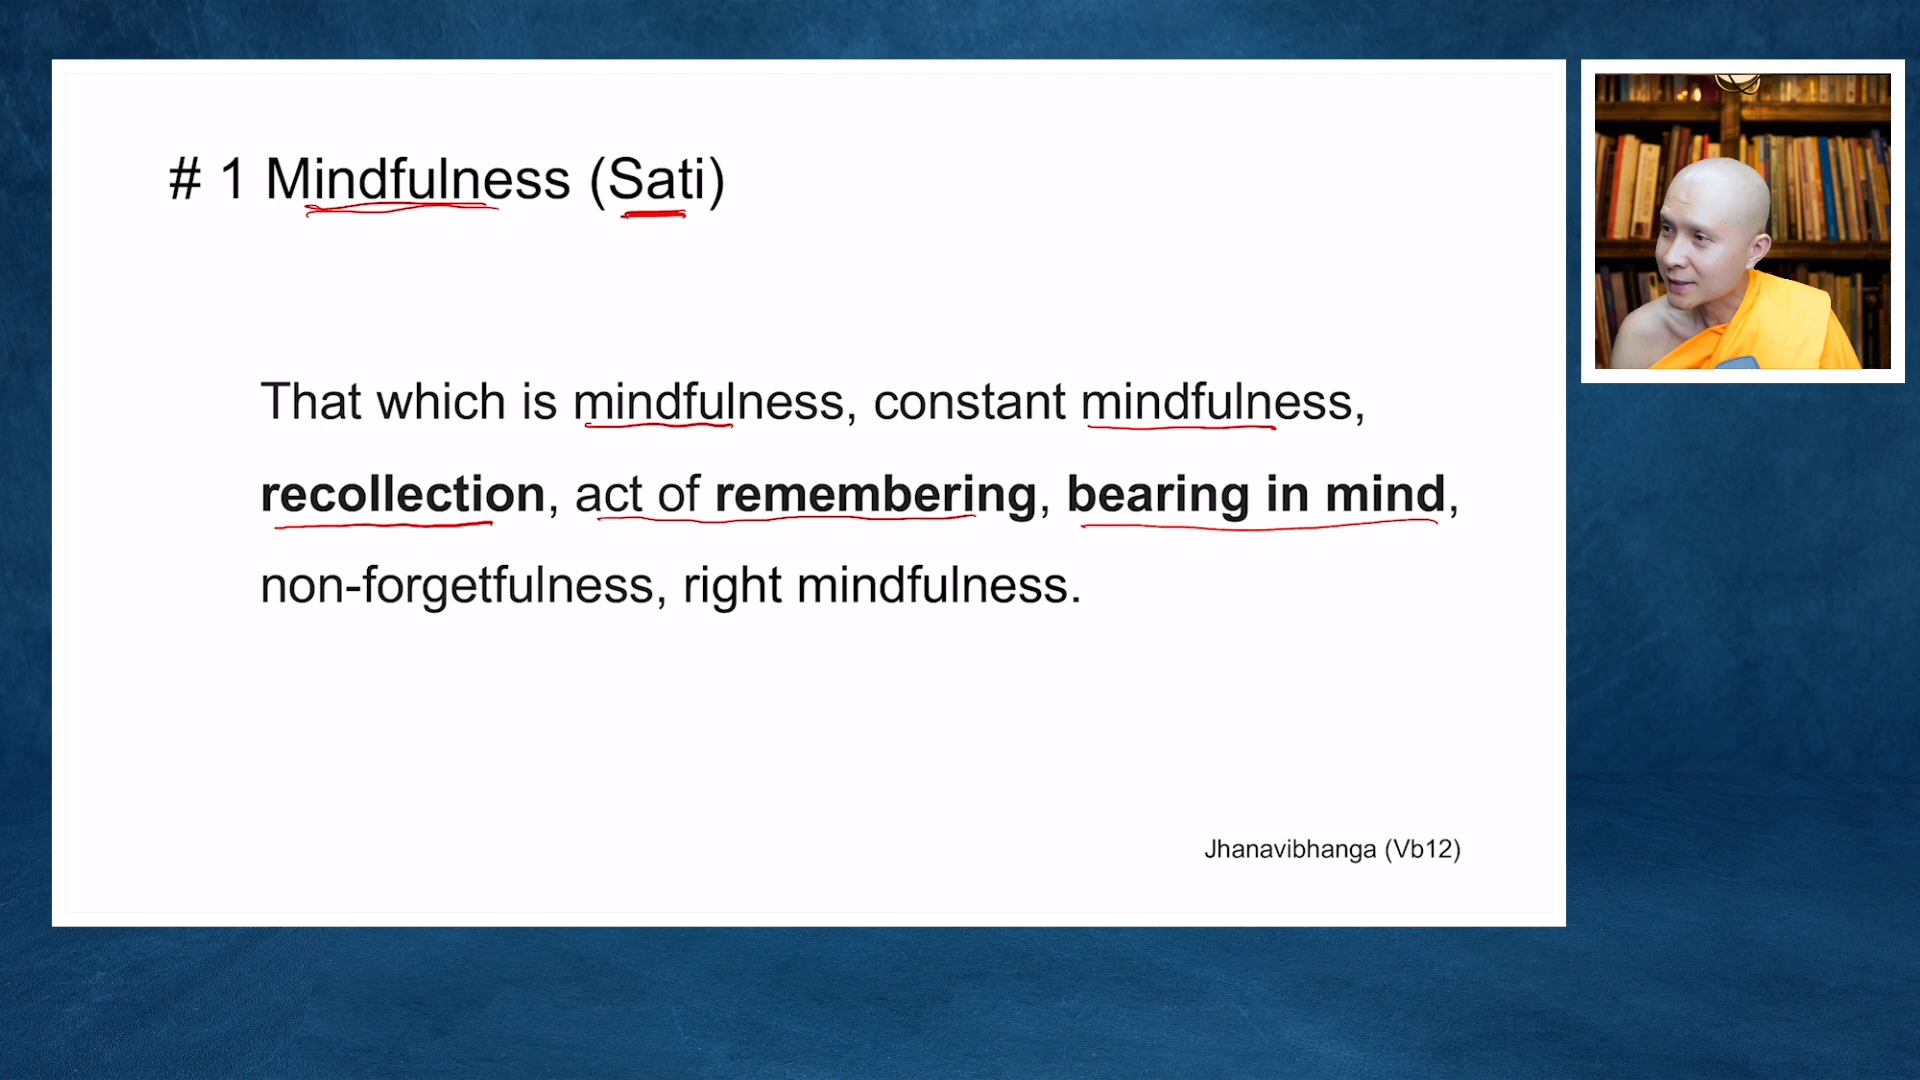 # 1 Mindfulness (Sati)
That which is mindfulness, constant mindfulness,
recollection, act of remembering, bearing in mind,
non-forgetfulness, right mindfulness.
Jhanavibhanga (Vb12)